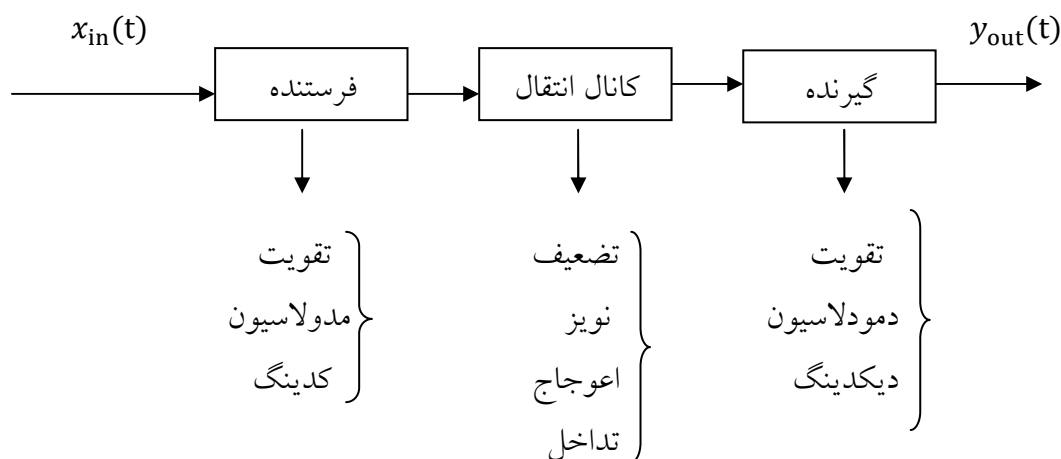 x_in(t)
y_out(t)
فرستنده
کانال انتقال
گیرنده
تقویت
مدولاسیون
کدینگ
تضعیف
نویز
اعوجاج
تداخل
تقویت
دمودلاسیون
دیکدینگ